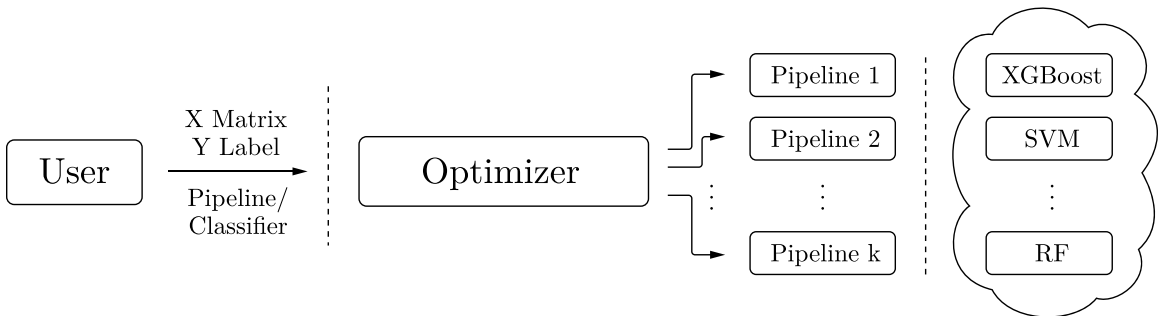 User
X Matrix
Y Label
Pipeline/
Classifier
Optimizer
Pipeline 1
Pipeline 2
⋮
⋮
Pipeline k
XGBoost
SVM
⋮
RF